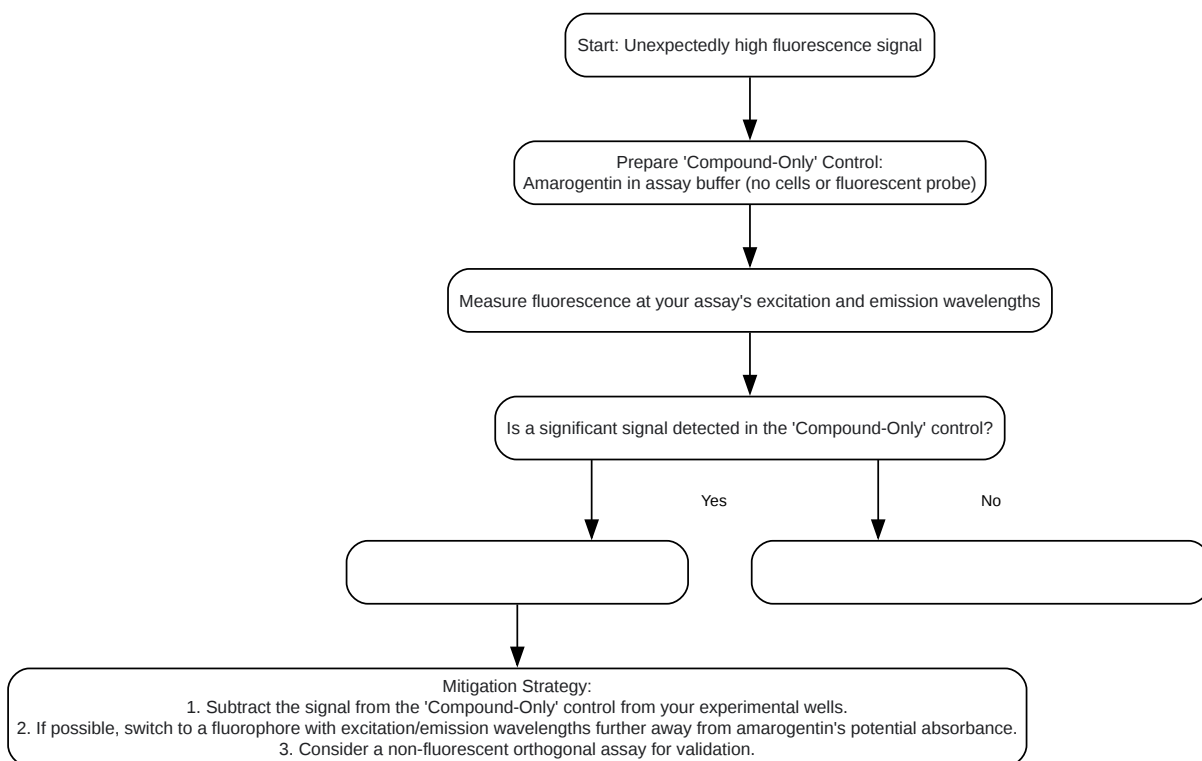 Start: Unexpectedly high fluorescence signal
Prepare 'Compound-Only' Control:
Amarogentin in assay buffer (no cells or fluorescent probe)
Measure fluorescence at your assay's excitation and emission wavelengths
Is a significant signal detected in the 'Compound-Only' control?
Yes
No
Mitigation Strategy:
1. Subtract the signal from the 'Compound-Only' control from your experimental wells.
2. If possible, switch to a fluorophore with excitation/emission wavelengths further away from amarogentin's potential absorbance.
3. Consider a non-fluorescent orthogonal assay for validation.